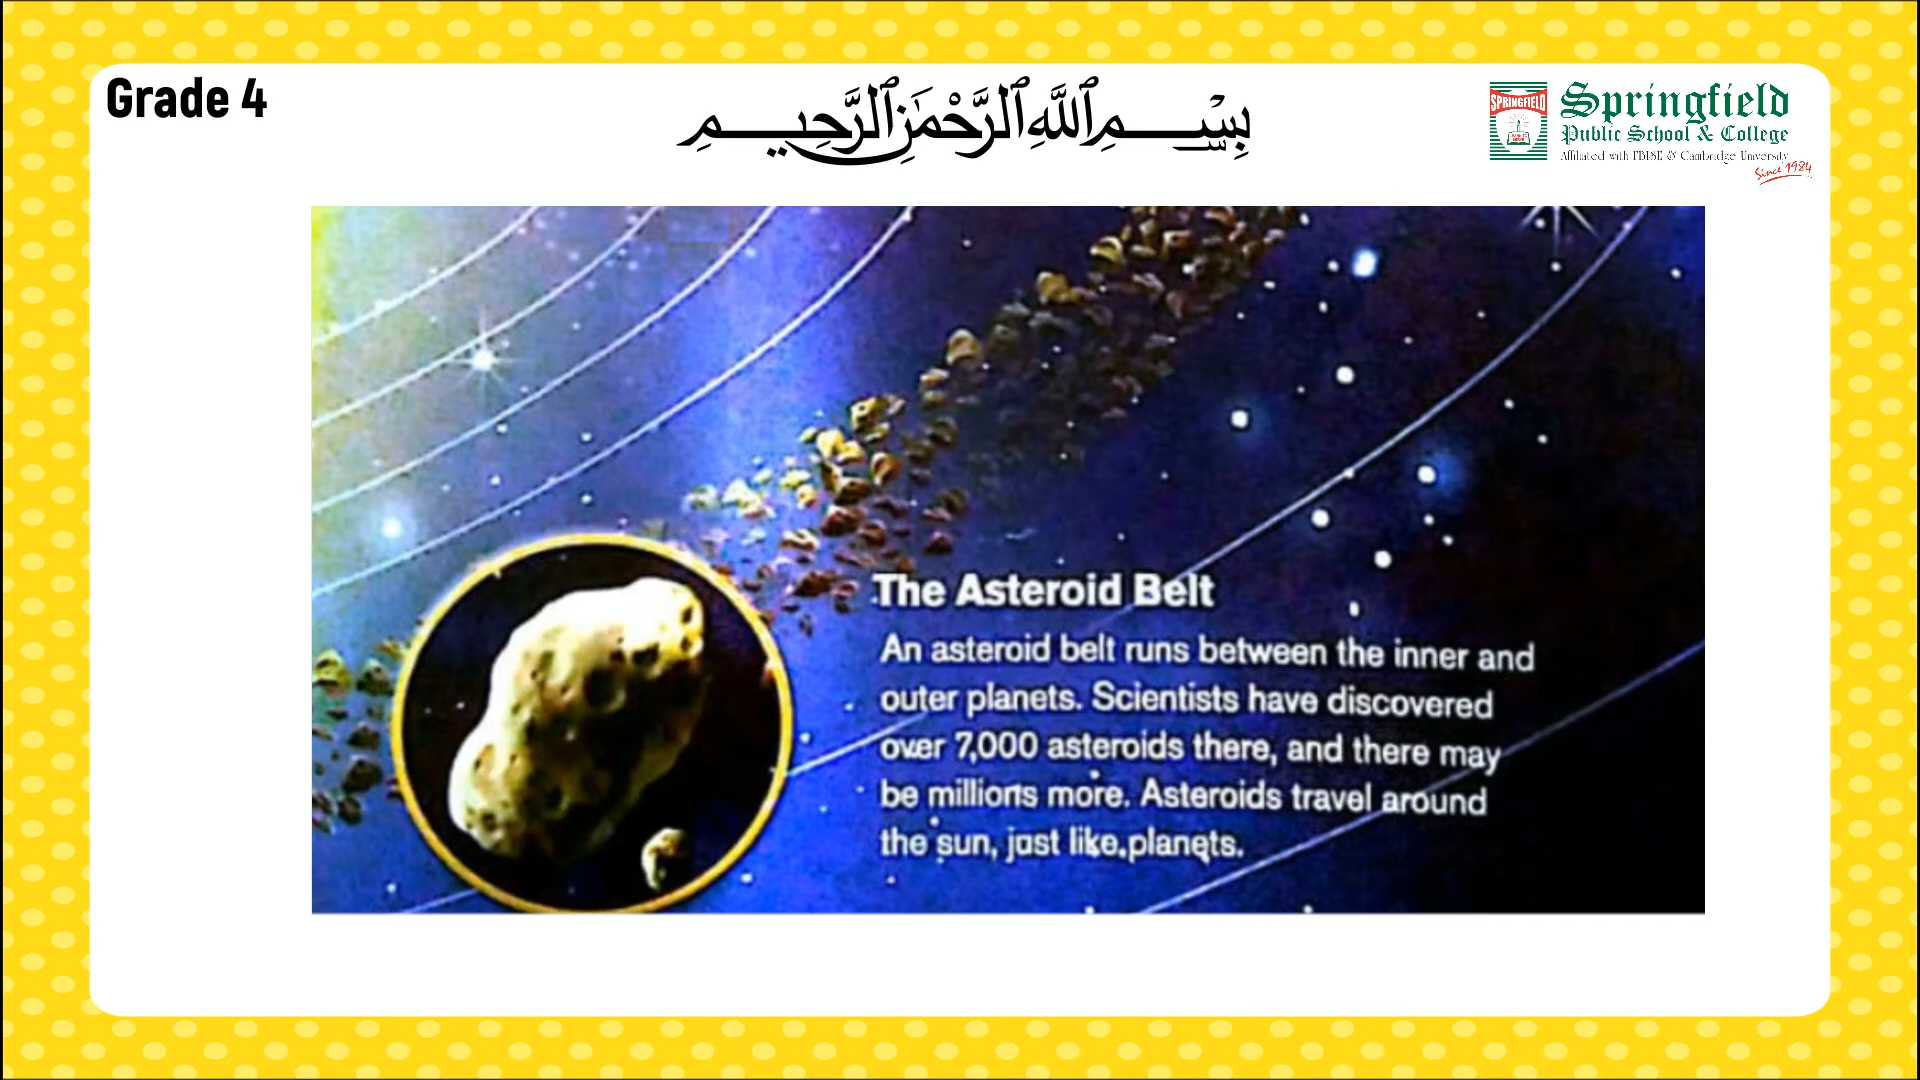 Grade 4
بِسْمِ ٱللَّهِ ٱلرَّحْمَٰنِ ٱلرَّحِيمِ
SPRINGFIELD
Springfield
Public School & College
Affiliated with FBISE & Cambridge University
Since 1984
The Asteroid Belt
An asteroid belt runs between the inner and
outer planets. Scientists have discovered
over 7,000 asteroids there, and there may
be millions more. Asteroids travel around
the sun, just like planets.